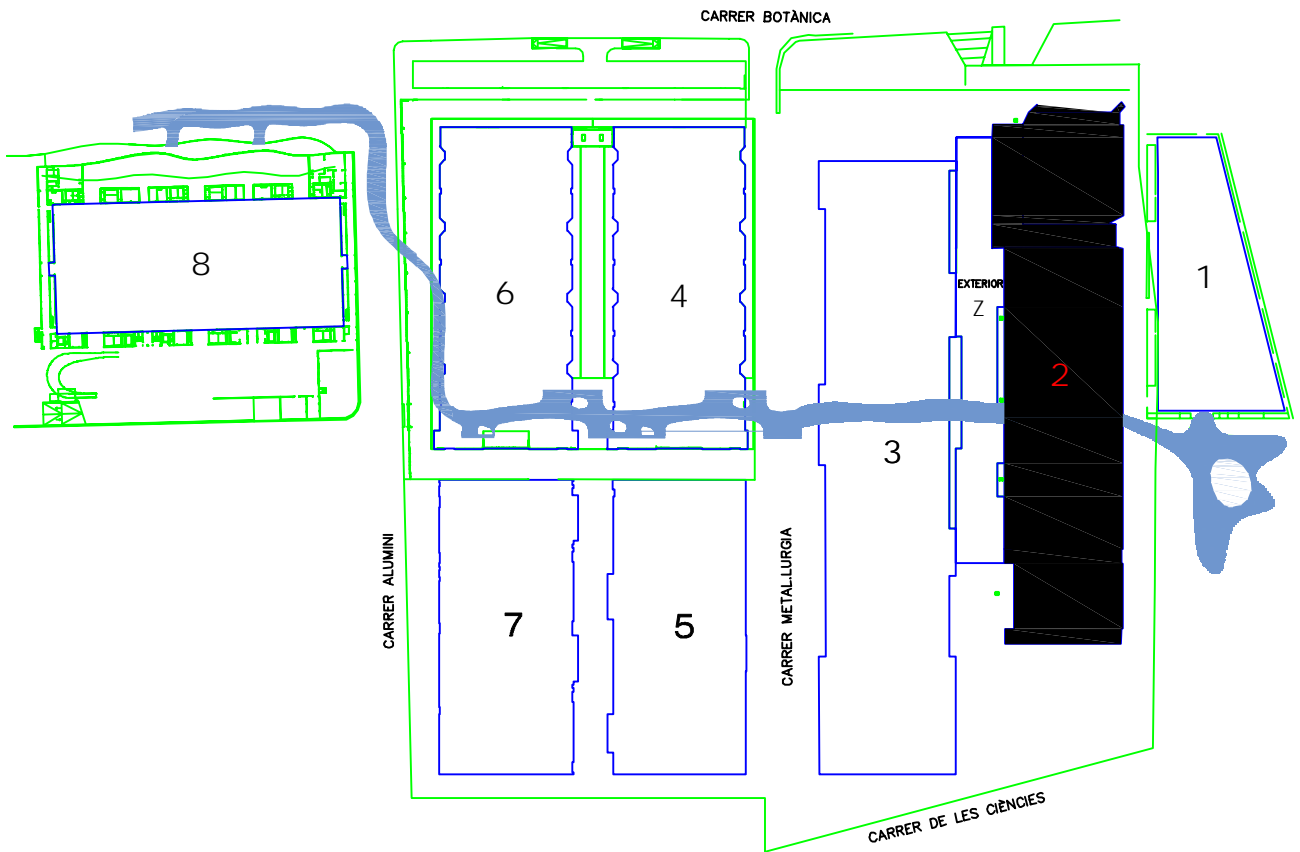 CARRER BOTÀNICA
8
6
4
EXTERIOR
Z
1
2
3
CARRER ALUMINI
7
5
CARRER METAL.LURGIA
CARRER DE LES CIÈNCIES